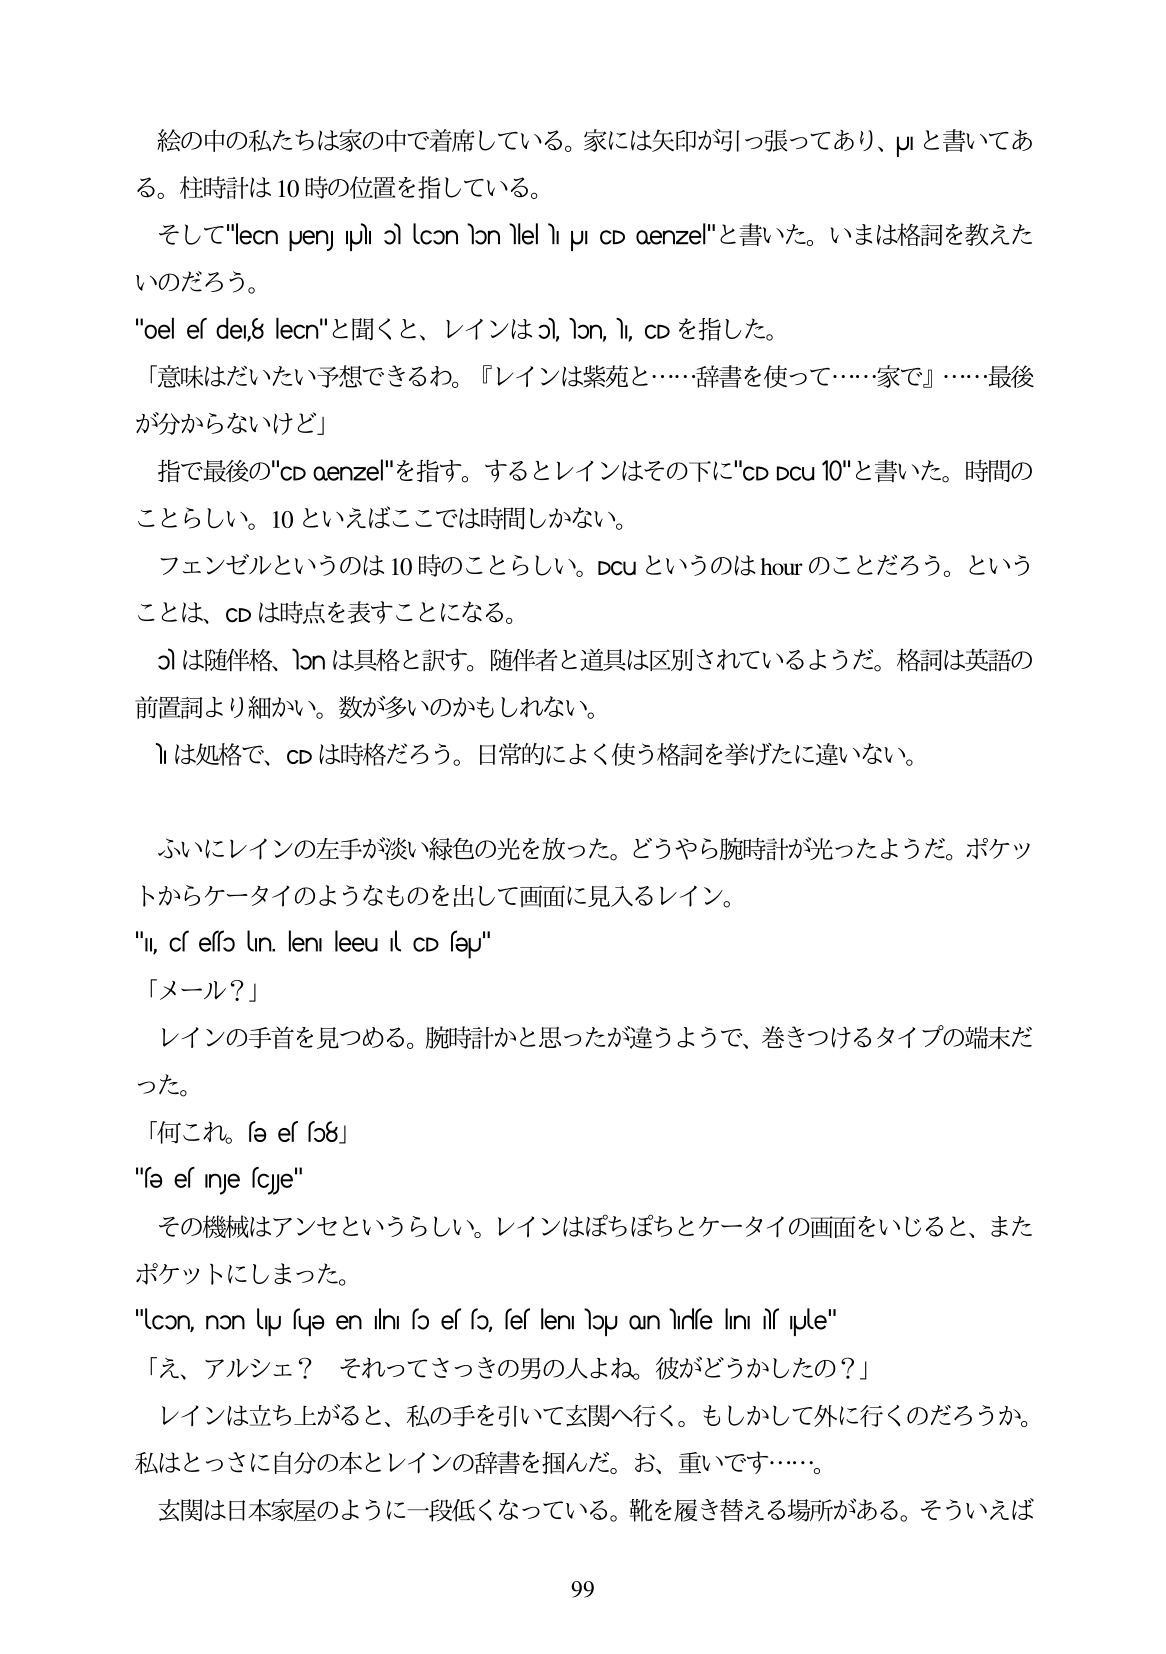 絵の中の私たちは家の中で着席している。家には矢印が引っ張ってあり、μı と書いてあ
る。柱時計は 10 時の位置を指している。
そして"lecn μenȷ ıμlı ɔl lcɔn lɔn llel lı μı cD aenzel"と書いた。いまは格詞を教えた
いのだろう。
"oel eſ deı,8 lecn"と聞くと、レインは ɔl, lɔn, lı, cD を指した。
「意味はだいたい予想できるわ。『レインは紫苑と……辞書を使って……家で』……最後
が分からないけど」
指で最後の"cD aenzel"を指す。するとレインはその下に"cD Dcu 10"と書いた。時間の
ことらしい。10 といえばここでは時間しかない。
フェンゼルというのは 10 時のことらしい。Dcu というのは hour のことだろう。という
ことは、cD は時点を表すことになる。
ɔl は随伴格、lɔn は具格と訳す。随伴者と道具は区別されているようだ。格詞は英語の
前置詞より細かい。数が多いのかもしれない。
lı は処格で、cD は時格だろう。日常的によく使う格詞を挙げたに違いない。
ふいにレインの左手が淡い緑色の光を放った。どうやら腕時計が光ったようだ。ポケッ
トからケータイのようなものを出して画面に見入るレイン。
"ıı, cſ eſſɔ lın. lenı leeu ıl cD ſəμ"
「メール？」
レインの手首を見つめる。腕時計かと思ったが違うようで、巻きつけるタイプの端末だ
った。
「何これ。ſə eſ ſɔ8」
"ſə eſ ınȷe ſcȷȷe"
その機械はアンセというらしい。レインはぽちぽちとケータイの画面をいじると、また
ポケットにしまった。
"lcɔn, nɔn lıμ ſyə en ılnı ſɔ eſ ſɔ, ſeſ lenı lɔμ aın lıdſe lını ılſ ıμle"
「え、アルシェ？　それってさっきの男の人よね。彼がどうかしたの？」
レインは立ち上がると、私の手を引いて玄関へ行く。もしかして外に行くのだろうか。
私はとっさに自分の本とレインの辞書を掴んだ。お、重いです……。
玄関は日本家屋のように一段低くなっている。靴を履き替える場所がある。そういえば
99